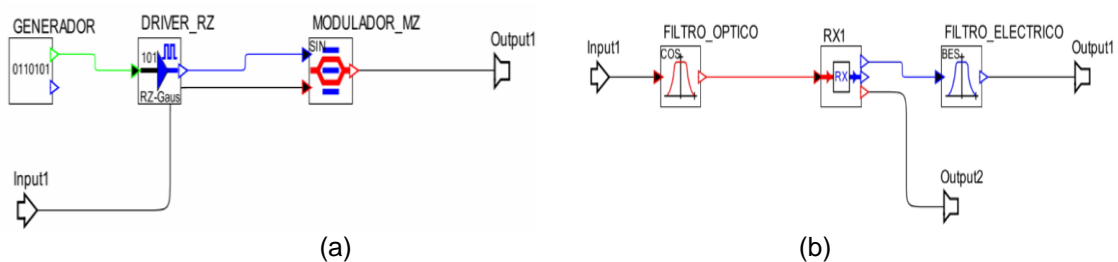 GENERADOR
0110101
DRIVER_RZ
101
RZ-Gaus
MODULADOR_MZ
SIN
Output1
Input1
(a)
Input1
FILTRO_OPTICO
COS
RX1
RX
FILTRO_ELECTRICO
BES
Output1
Output2
(b)